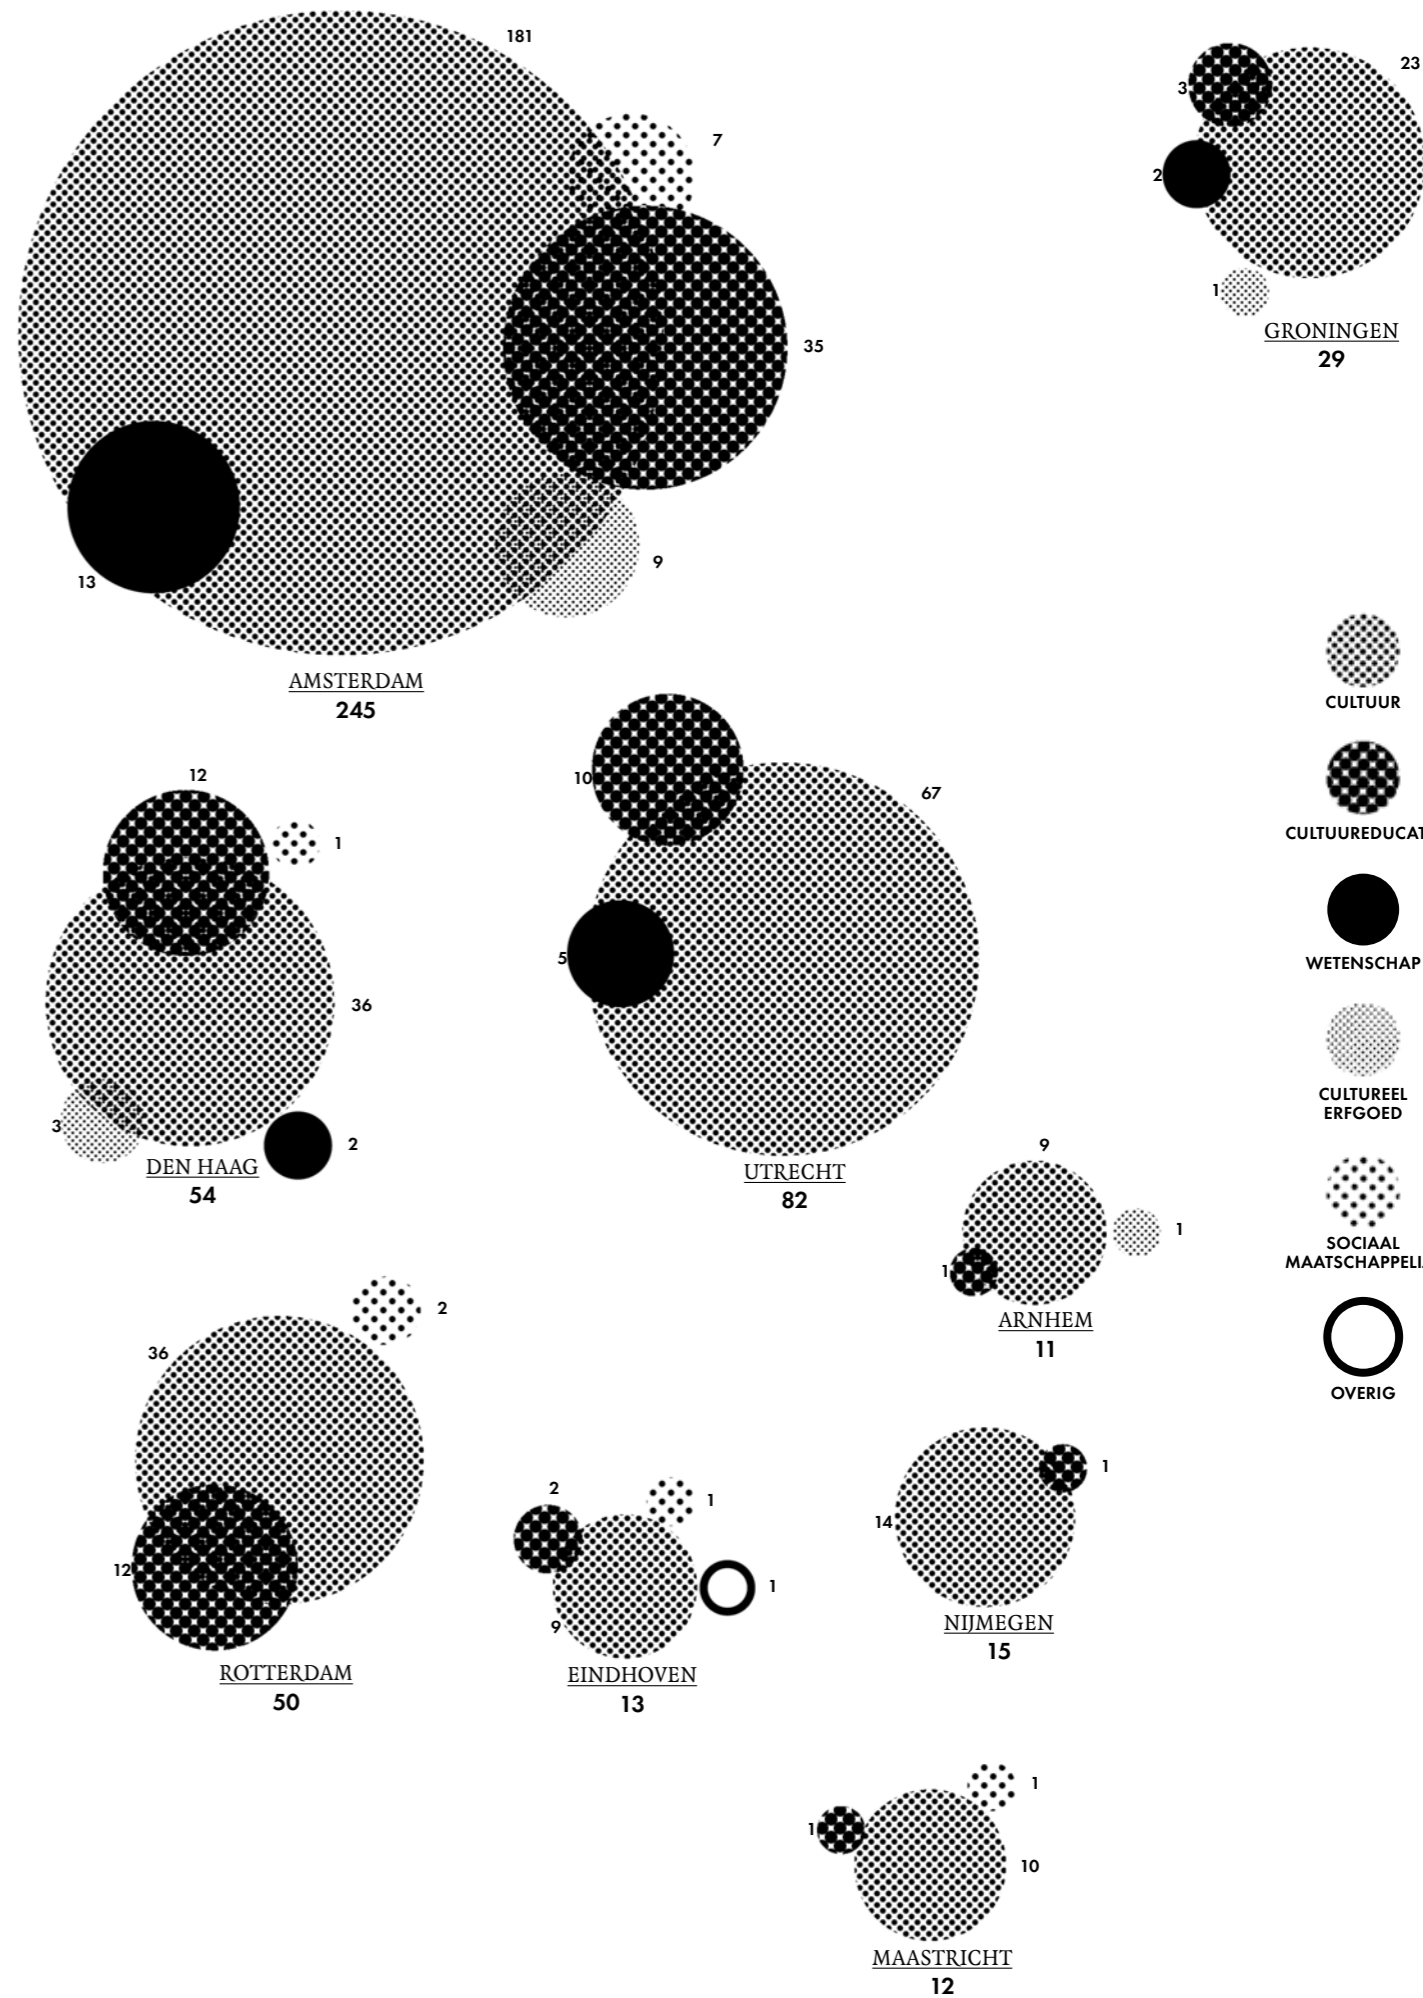 181
7
35
9
13
AMSTERDAM
245
23
3
2
1
GRONINGEN
29
12
1
36
3
2
DEN HAAG
54
10
67
5
UTRECHT
82
9
1
1
ARNHEM
11
2
36
12
ROTTERDAM
50
2
1
1
9
EINDHOVEN
13
1
14
NIJMEGEN
15
1
1
10
MAASTRICHT
12
CULTUUR
CULTUUREDUCAT
WETENSCHAP
CULTUREEL
ERFGOED
SOCIAAL
MAATSCHAPPELI
OVERIG